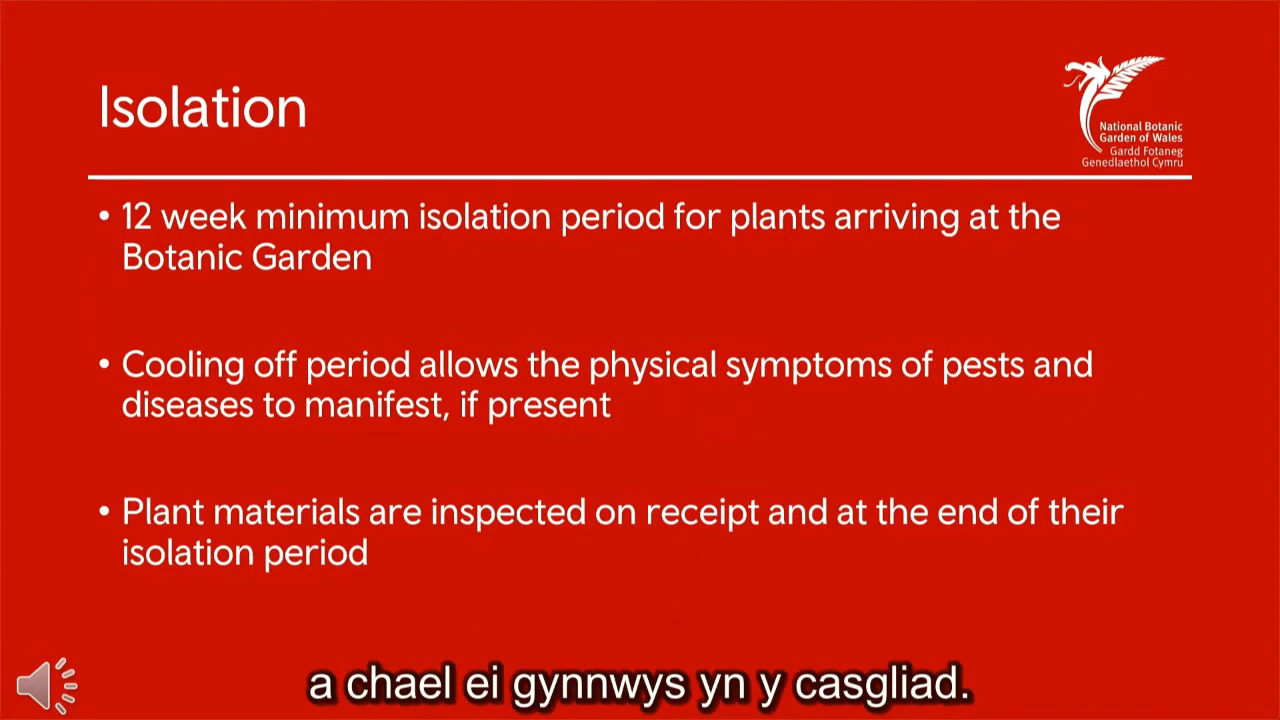 Isolation
National Botanic
Garden of Wales
Gardd Fotaneg
Genedlaethol Cymru
• 12 week minimum isolation period for plants arriving at the
Botanic Garden
• Cooling off period allows the physical symptoms of pests and
diseases to manifest, if present
• Plant materials are inspected on receipt and at the end of their
isolation period
a chael ei gynnwys yn y casgliad.